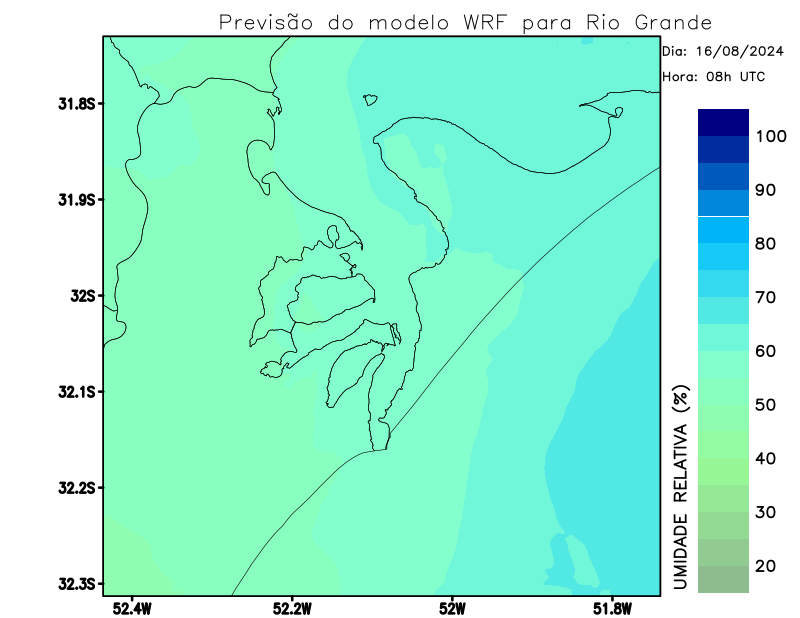 Previsão do modelo WRF para Rio Grande
Dia: 16/08/2024
Hora: 08h UTC
31.8S
31.9S
32S
32.1S
32.2S
32.3S
52.4W
52.2W
52W
51.8W
100
90
80
70
60
50
40
30
20
UMIDADE RELATIVA (%)